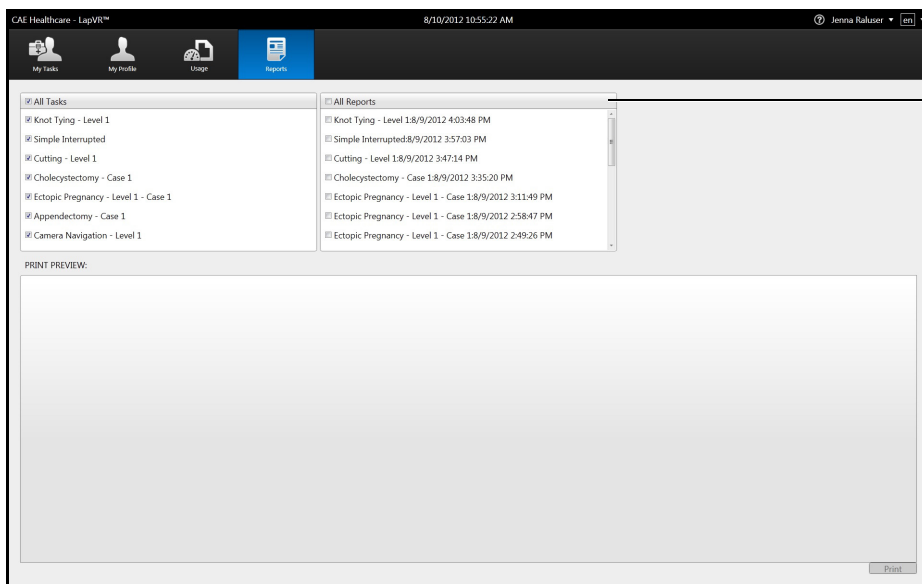 CAE Healthcare - LapVR™ 8/10/2012 10:55:22 AM Jenna Raluser en
My Tasks My Profile Usage Reports
All Tasks All Reports
Knot Tying - Level 1 Knot Tying - Level 1:8/9/2012 4:03:48 PM
Simple Interrupted Simple Interrupted:8/9/2012 3:57:03 PM
Cutting - Level 1 Cutting - Level 1:8/9/2012 3:47:14 PM
Cholecystectomy - Case 1 Cholecystectomy - Case 1:8/9/2012 3:35:20 PM
Ectopic Pregnancy - Level 1 - Case 1 Ectopic Pregnancy - Level 1 - Case 1:8/9/2012 3:11:49 PM
Appendectomy - Case 1 Ectopic Pregnancy - Level 1 - Case 1:8/9/2012 2:58:47 PM
Camera Navigation - Level 1 Ectopic Pregnancy - Level 1 - Case 1:8/9/2012 2:49:26 PM
PRINT PREVIEW:
Print